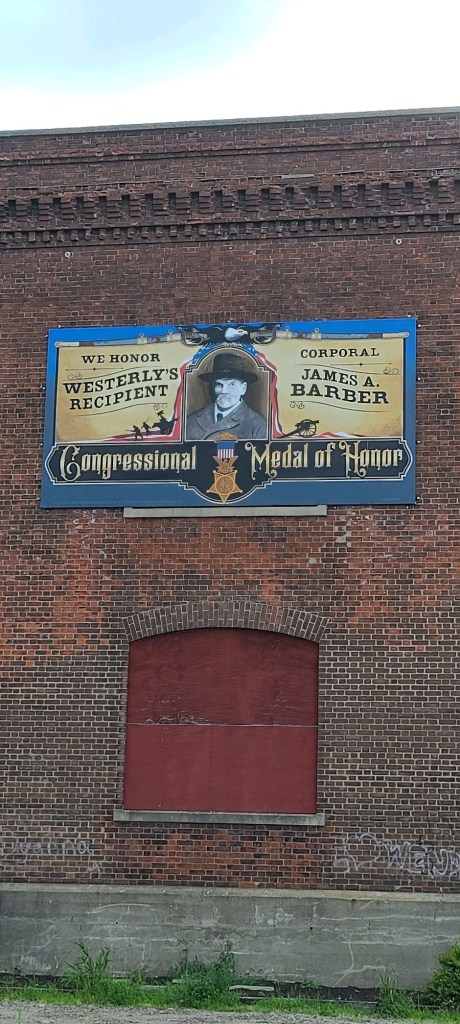 WE HONOR
WESTERLY'S
RECIPIENT
CORPORAL
JAMES A.
BARBER
Congressional Medal of Honor